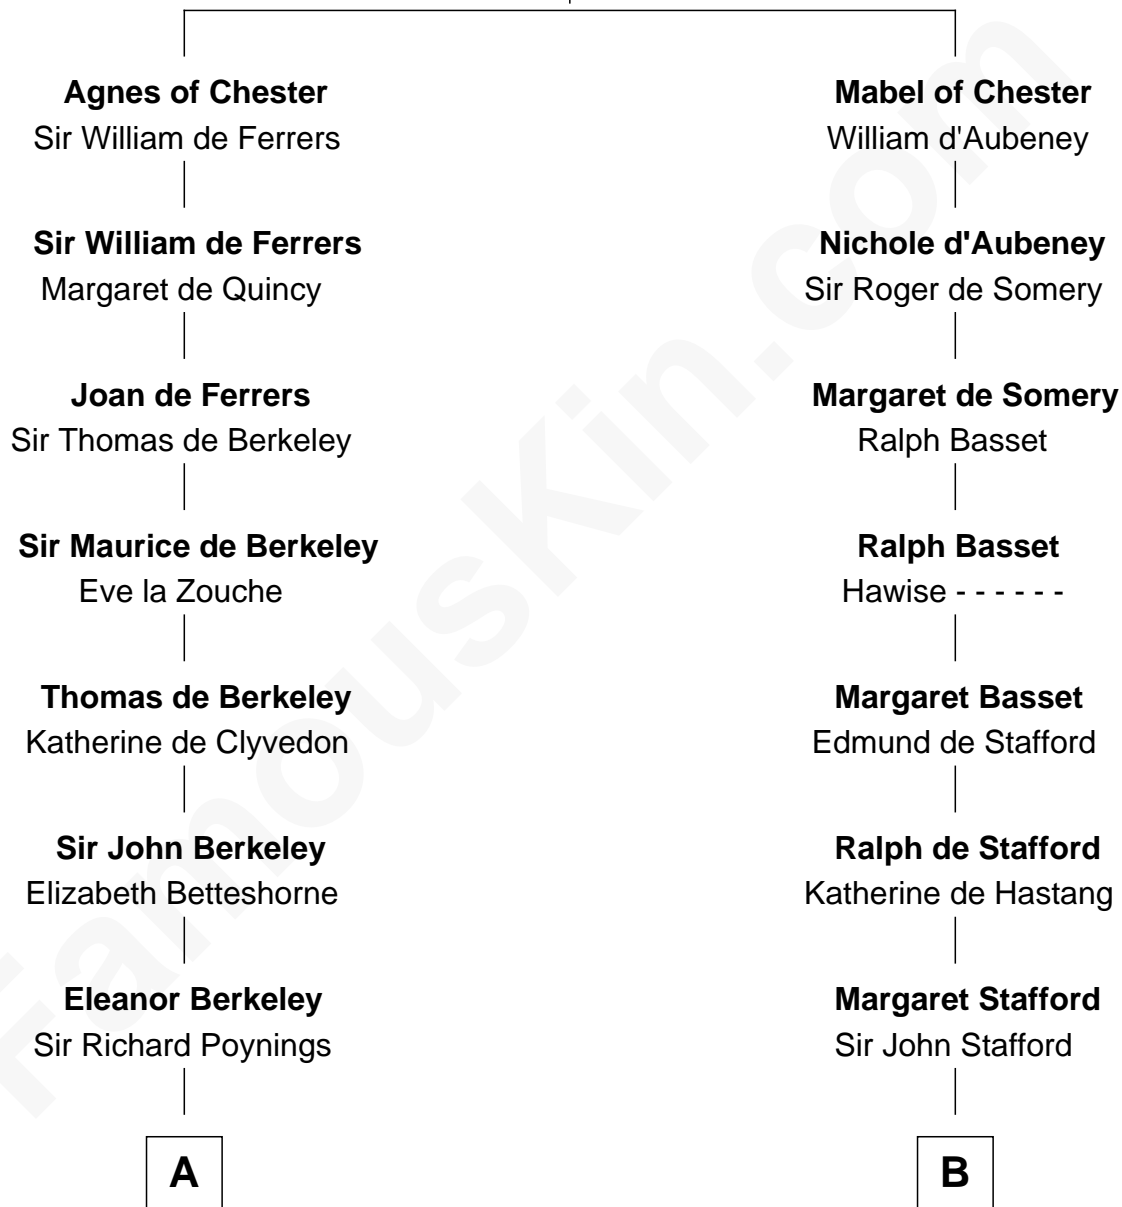 Agnes of Chester
Sir William de Ferrers
Sir William de Ferrers
Margaret de Quincy
Joan de Ferrers
Sir Thomas de Berkeley
Sir Maurice de Berkeley
Eve la Zouche
Thomas de Berkeley
Katherine de Clyvedon
Sir John Berkeley
Elizabeth Betteshorne
Eleanor Berkeley
Sir Richard Poynings
A
Mabel of Chester
William d'Aubeney
Nichole d'Aubeney
Sir Roger de Somery
Margaret de Somery
Ralph Basset
Ralph Basset
Hawise - - - - - -
Margaret Basset
Edmund de Stafford
Ralph de Stafford
Katherine de Hastang
Margaret Stafford
Sir John Stafford
B
FamousKin.com